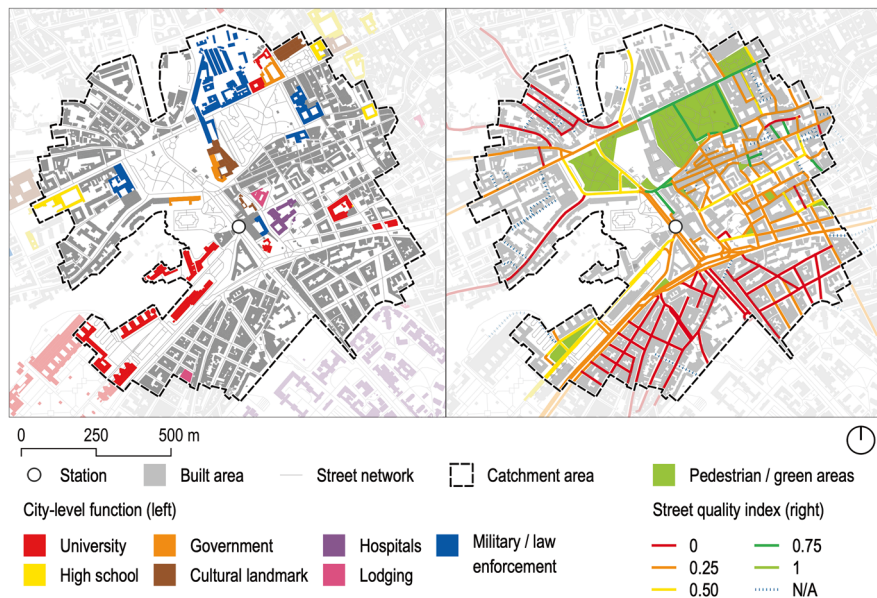 0 250 500 m
Station Built area Street network Catchment area Pedestrian / green areas
City-level function (left) Street quality index (right)
University Government Hospitals Military / law
enforcement
High school Cultural landmark Lodging
0 0.75
0.25 1
0.50 N/A